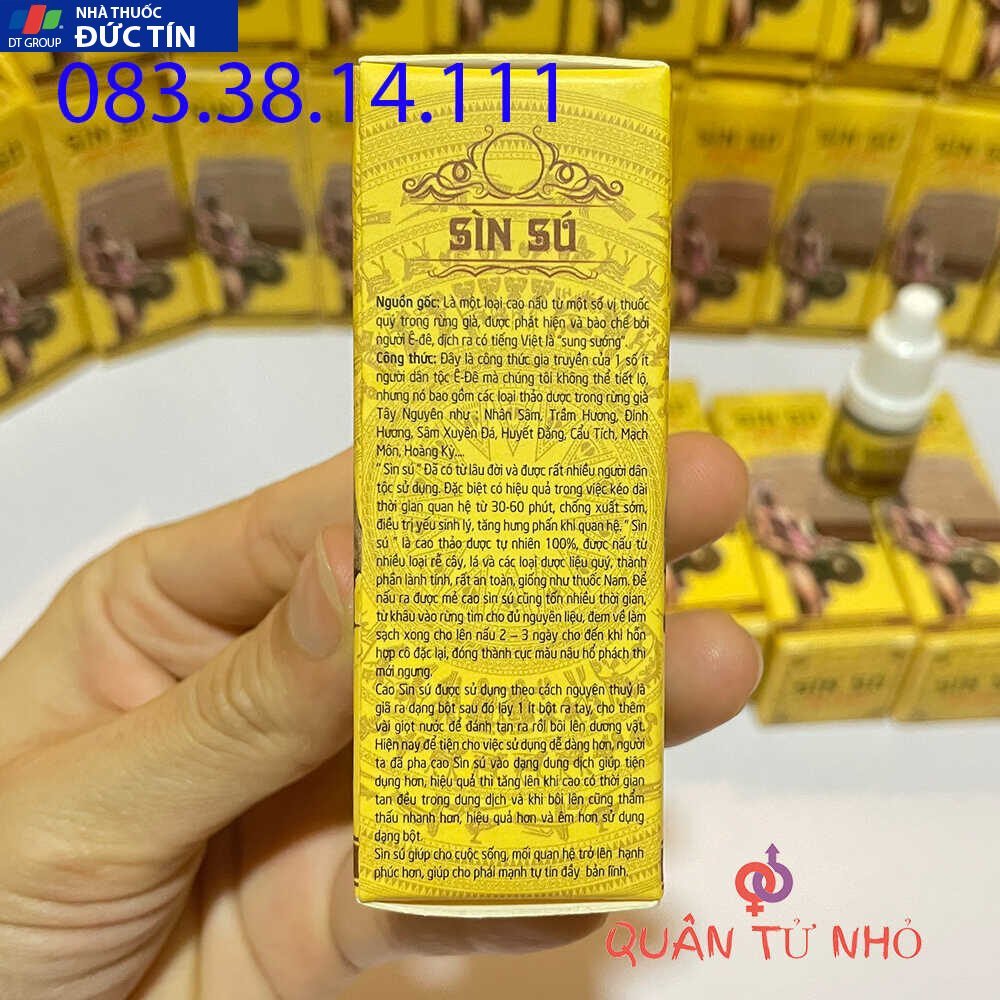 NHÀ THUỐC
DT GROUP
ĐỨC TÍN
083.38.14.111
SÌN SÚ
Nguồn gốc: Là một loại cao nấu từ một số vị thuốc
quý trong rừng già, được phát hiện và bào chế bởi
người Ê-đê, dịch ra có tiếng Việt là "sung sướng".
Công thức: Đây là công thức gia truyền của 1 số ít
người dân tộc Ê-Đê mà chúng tôi không thể tiết lộ,
nhưng nó bao gồm các loại thảo dược trong rừng già
Tây Nguyên như : Nhân Sâm, Trầm Hương, Đinh
Hương, Sâm Xuyên Đá, Huyết Đằng, Cẩu Tích, Mạch
Môn, Hoàng Kỳ....
" Sìn sú " Đã có từ lâu đời và được rất nhiều người dân
tộc sử dụng. Đặc biệt có hiệu quả trong việc kéo dài
thời gian quan hệ từ 30-60 phút, chống xuất sớm,
điều trị yếu sinh lý, tăng hưng phấn khi quan hệ. " Sìn
sú " là cao thảo dược tự nhiên 100%, được nấu từ
nhiều loại rễ cây, lá và các loại dược liệu quý, thành
phần lành tính, rất an toàn, giống như thuốc Nam. Để
nấu ra được mẻ cao sìn sú cũng tốn nhiều thời gian,
từ khâu vào rừng tìm cho đủ nguyên liệu, đem về làm
sạch xong cho lên nấu 2 – 3 ngày cho đến khi hỗn
hợp cô đặc lại, đóng thành cục màu nâu hổ phách thì
mới ngưng.
Cao Sìn sú được sử dụng theo cách nguyên thuỷ là
giã ra dạng bột sau đó lấy 1 ít bột ra tay, cho thêm
vài giọt nước để đánh tan ra rồi bôi lên dương vật.
Hiện nay để tiện cho việc sử dụng dễ dàng hơn, người
ta đã pha cao Sìn sú vào dạng dung dịch giúp tiện
dụng hơn, hiệu quả thì tăng lên khi cao có thời gian
tan đều trong dung dịch và khi bôi lên cũng thẩm
thấu nhanh hơn, hiệu quả hơn và êm hơn sử dụng
dạng bột.
Sìn sú giúp cho cuộc sống, mối quan hệ trở lên hạnh
phúc hơn, giúp cho phái mạnh tự tin đầy bản lĩnh.
SÌN SÚ
SÌN SÚ
SÌN SÚ
QUÂN TỬ NHỎ